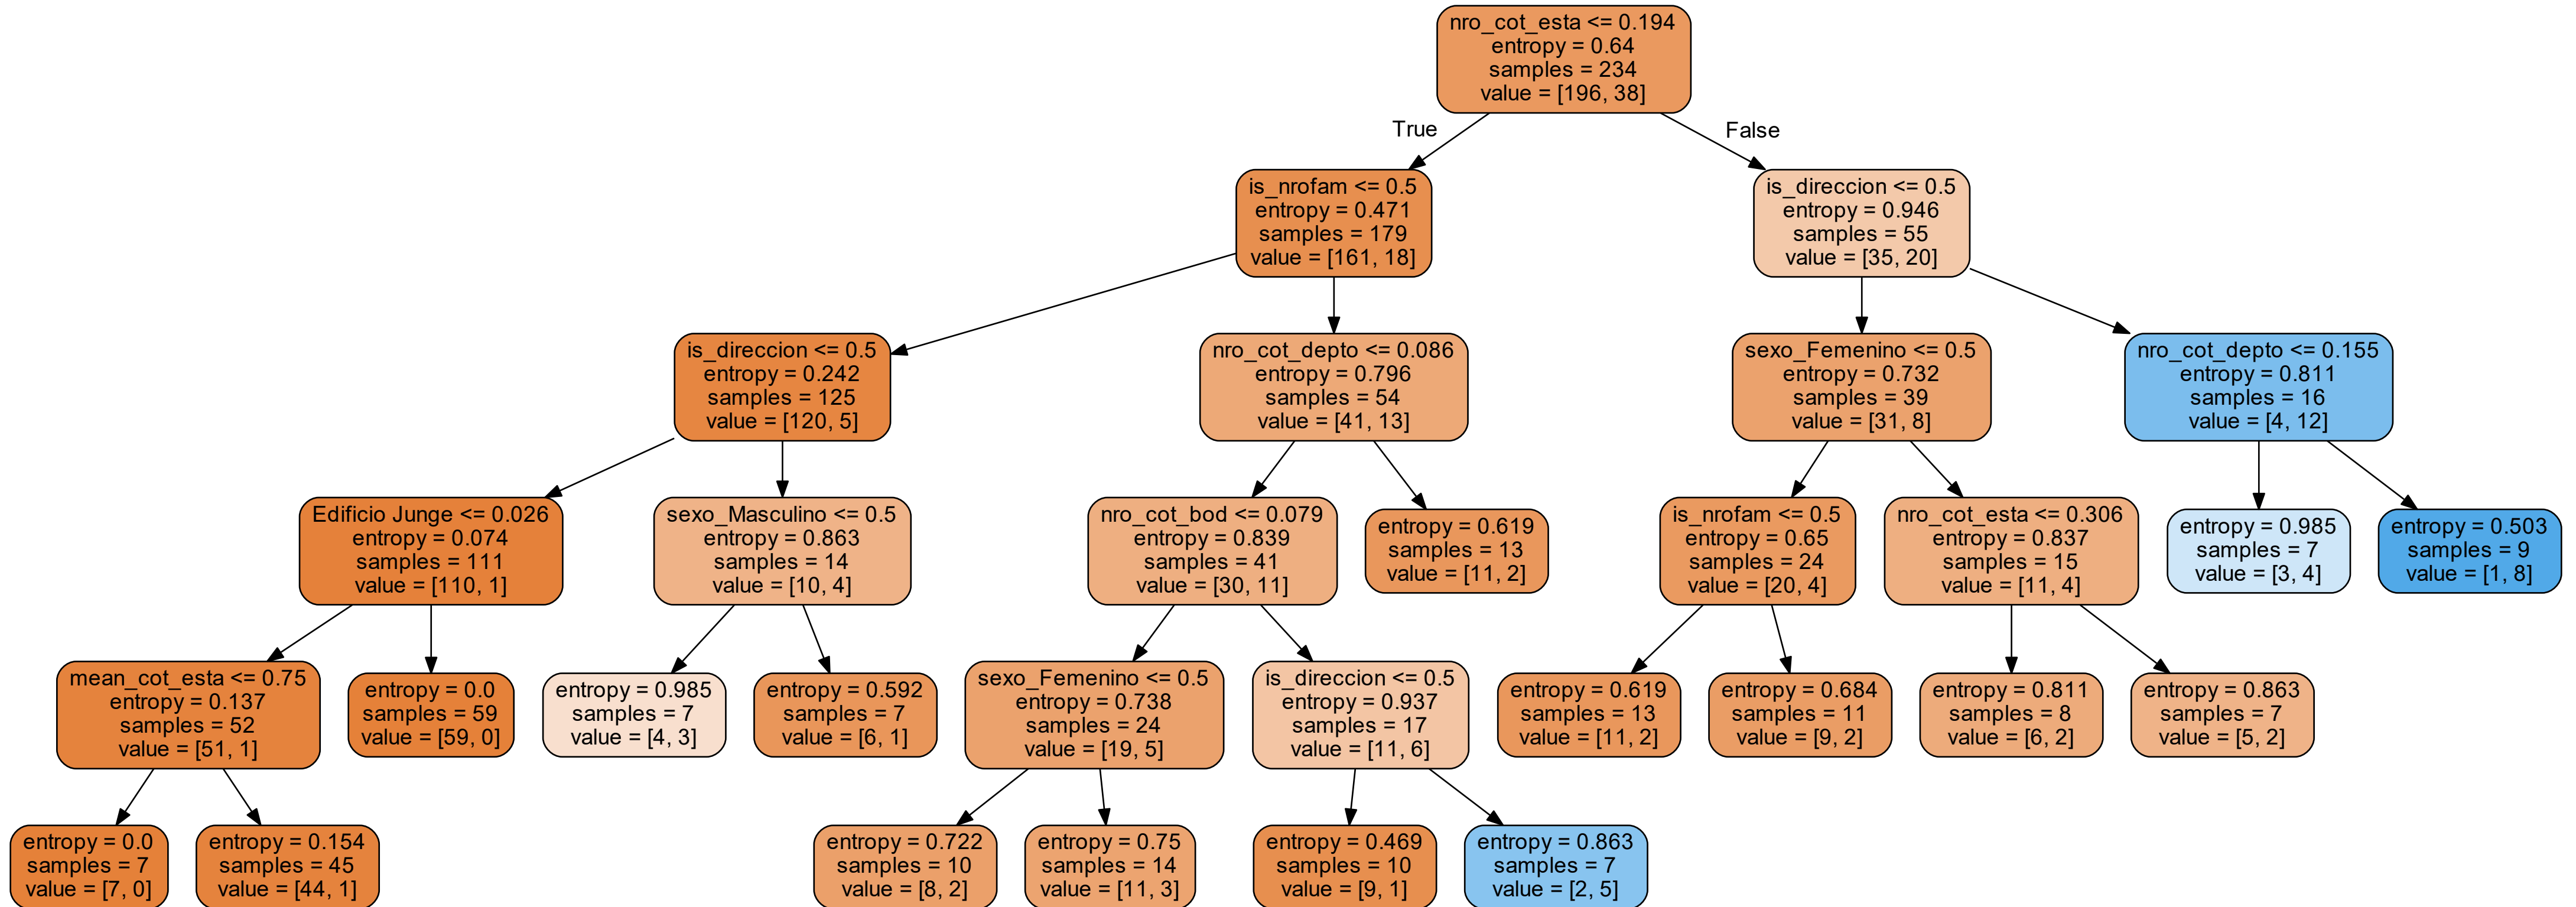 nro_cot_esta <= 0.194
entropy = 0.64
samples = 234
value = [196, 38]
True
False
is_nrofam <= 0.5
entropy = 0.471
samples = 179
value = [161, 18]
is_direccion <= 0.5
entropy = 0.946
samples = 55
value = [35, 20]
is_direccion <= 0.5
entropy = 0.242
samples = 125
value = [120, 5]
nro_cot_depto <= 0.086
entropy = 0.796
samples = 54
value = [41, 13]
sexo_Femenino <= 0.5
entropy = 0.732
samples = 39
value = [31, 8]
nro_cot_depto <= 0.155
entropy = 0.811
samples = 16
value = [4, 12]
Edificio Junge <= 0.026
entropy = 0.074
samples = 111
value = [110, 1]
sexo_Masculino <= 0.5
entropy = 0.863
samples = 14
value = [10, 4]
nro_cot_bod <= 0.079
entropy = 0.839
samples = 41
value = [30, 11]
entropy = 0.619
samples = 13
value = [11, 2]
is_nrofam <= 0.5
entropy = 0.65
samples = 24
value = [20, 4]
nro_cot_esta <= 0.306
entropy = 0.837
samples = 15
value = [11, 4]
entropy = 0.985
samples = 7
value = [3, 4]
entropy = 0.503
samples = 9
value = [1, 8]
mean_cot_esta <= 0.75
entropy = 0.137
samples = 52
value = [51, 1]
entropy = 0.0
samples = 59
value = [59, 0]
entropy = 0.985
samples = 7
value = [4, 3]
entropy = 0.592
samples = 7
value = [6, 1]
sexo_Femenino <= 0.5
entropy = 0.738
samples = 24
value = [19, 5]
is_direccion <= 0.5
entropy = 0.937
samples = 17
value = [11, 6]
entropy = 0.619
samples = 13
value = [11, 2]
entropy = 0.684
samples = 11
value = [9, 2]
entropy = 0.811
samples = 8
value = [6, 2]
entropy = 0.863
samples = 7
value = [5, 2]
entropy = 0.0
samples = 7
value = [7, 0]
entropy = 0.154
samples = 45
value = [44, 1]
entropy = 0.722
samples = 10
value = [8, 2]
entropy = 0.75
samples = 14
value = [11, 3]
entropy = 0.469
samples = 10
value = [9, 1]
entropy = 0.863
samples = 7
value = [2, 5]